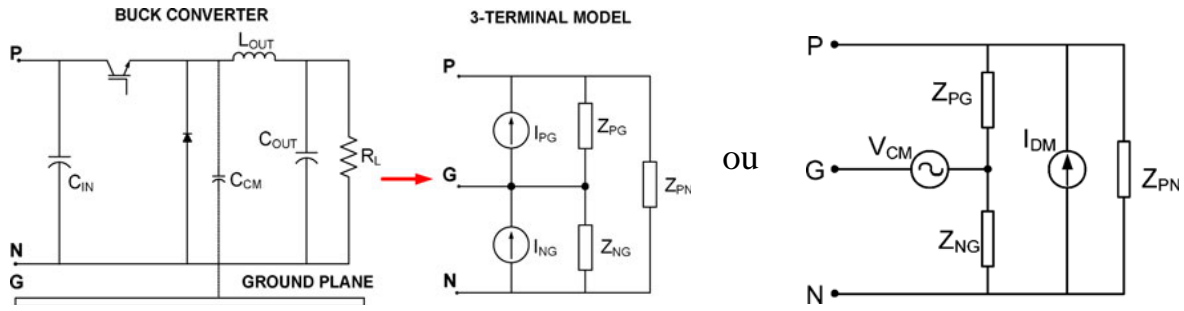 BUCK CONVERTER
P
L_OUT
C_IN
C_CM
C_OUT
R_L
N
G
GROUND PLANE
3-TERMINAL MODEL
P
I_PG
Z_PG
G
Z_PN
I_NG
Z_NG
N
ou
P
Z_PG
I_DM
V_CM
G
Z_PN
Z_NG
N